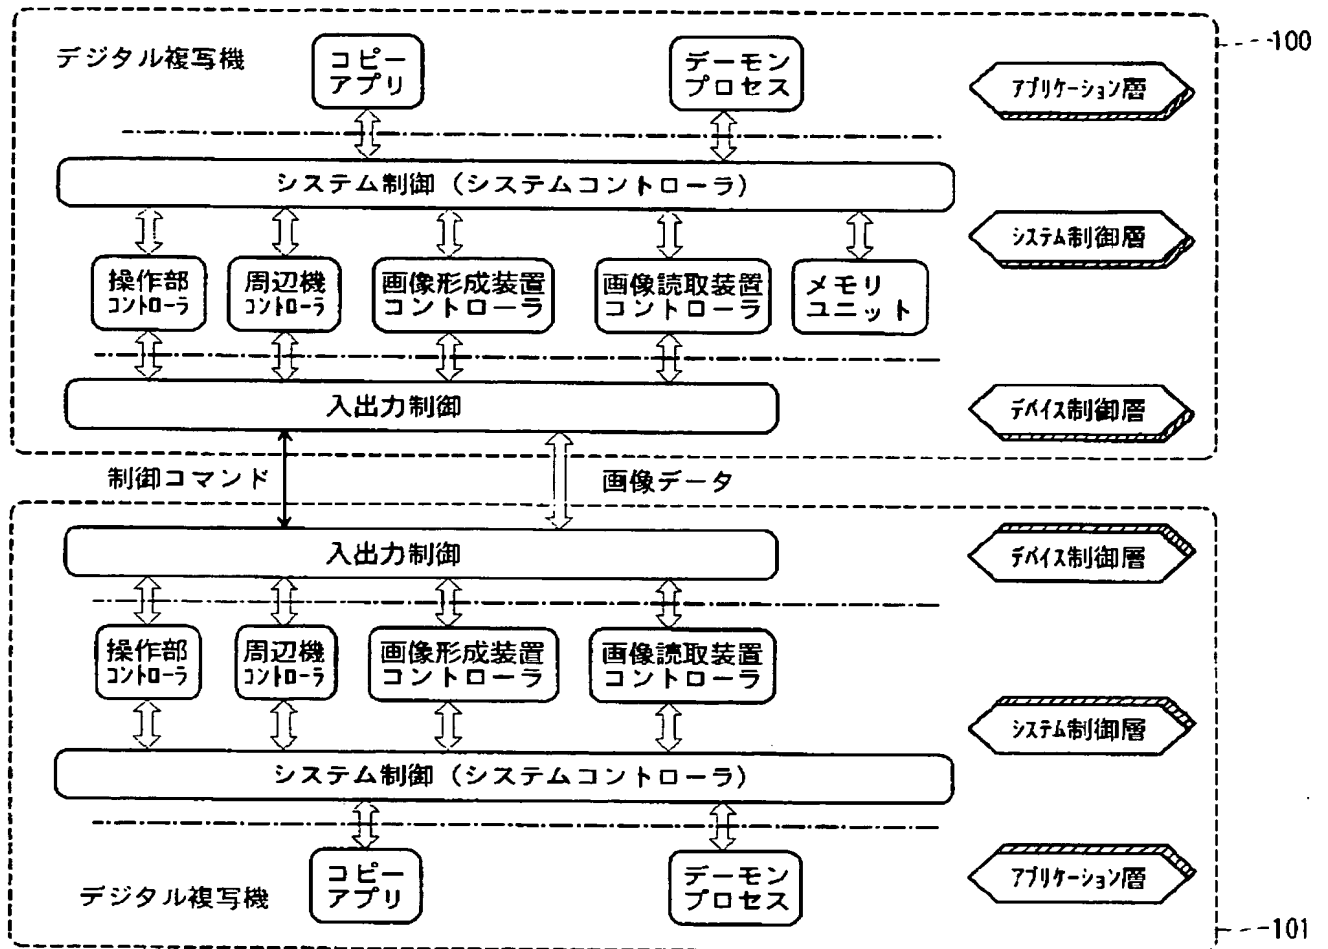 デジタル複写機
コピー
アプリ
デーモン
プロセス
アプリケーション層
100
システム制御（システムコントローラ）
システム制御層
操作部
コントローラ
周辺機
コントローラ
画像形成装置
コントローラ
画像読取装置
コントローラ
メモリ
ユニット
入出力制御
デバイス制御層
制御コマンド
画像データ
入出力制御
デバイス制御層
操作部
コントローラ
周辺機
コントローラ
画像形成装置
コントローラ
画像読取装置
コントローラ
システム制御層
システム制御（システムコントローラ）
コピー
アプリ
デーモン
プロセス
アプリケーション層
デジタル複写機
101